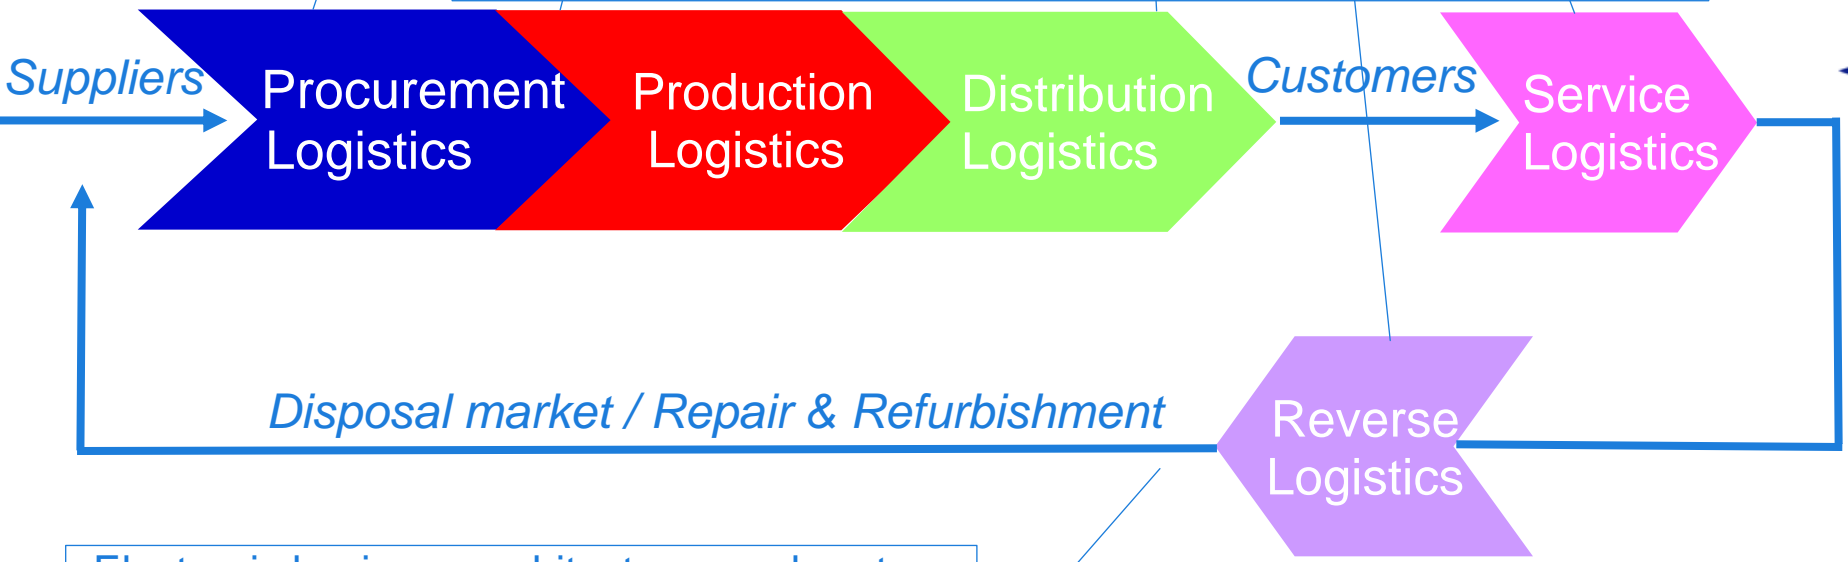 Suppliers
Procurement
Logistics
Production
Logistics
Distribution
Logistics
Customers
Service
Logistics
Disposal market / Repair & Refurbishment
Reverse
Logistics